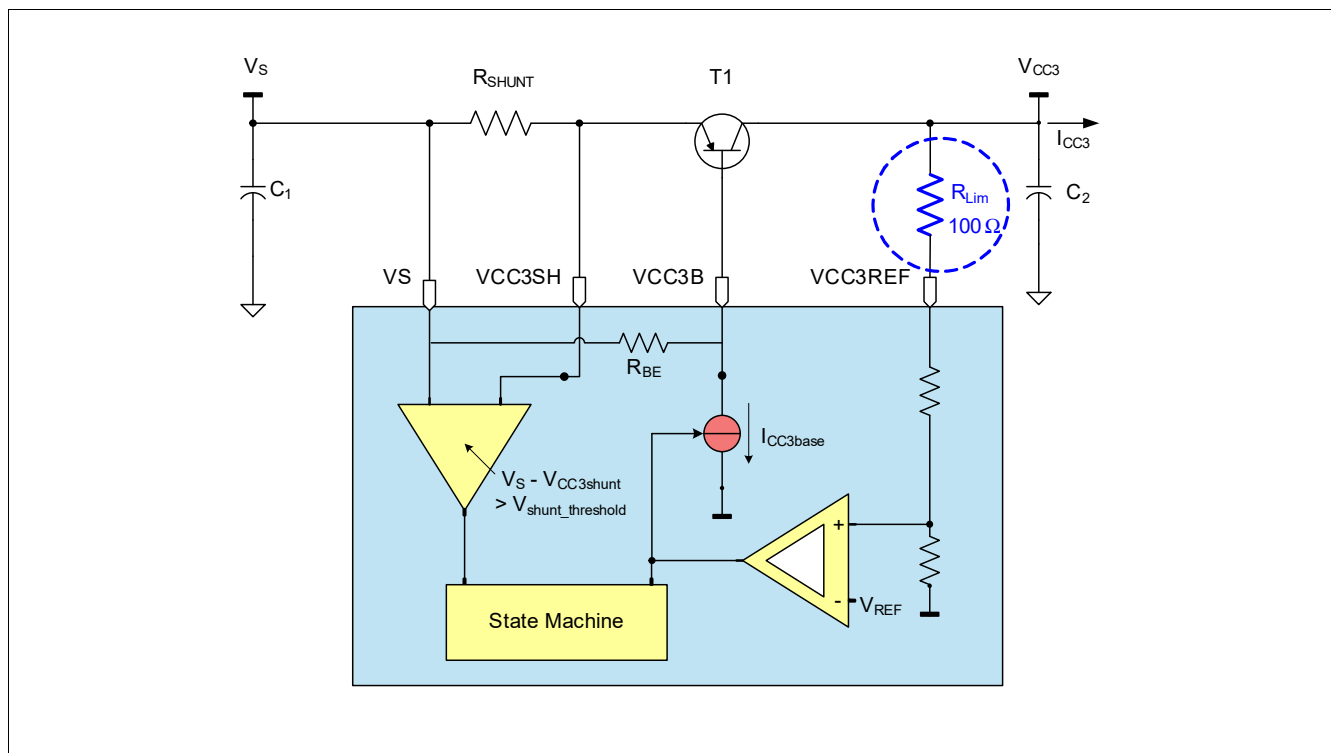 VS
RSHUNT
T1
VCC3
ICC3
C1
RLim
100 Ω
C2
VS
VCC3SH
VCC3B
VCC3REF
RBE
ICC3base
VS - VCC3shunt
> Vshunt_threshold
+
-
VREF
State Machine